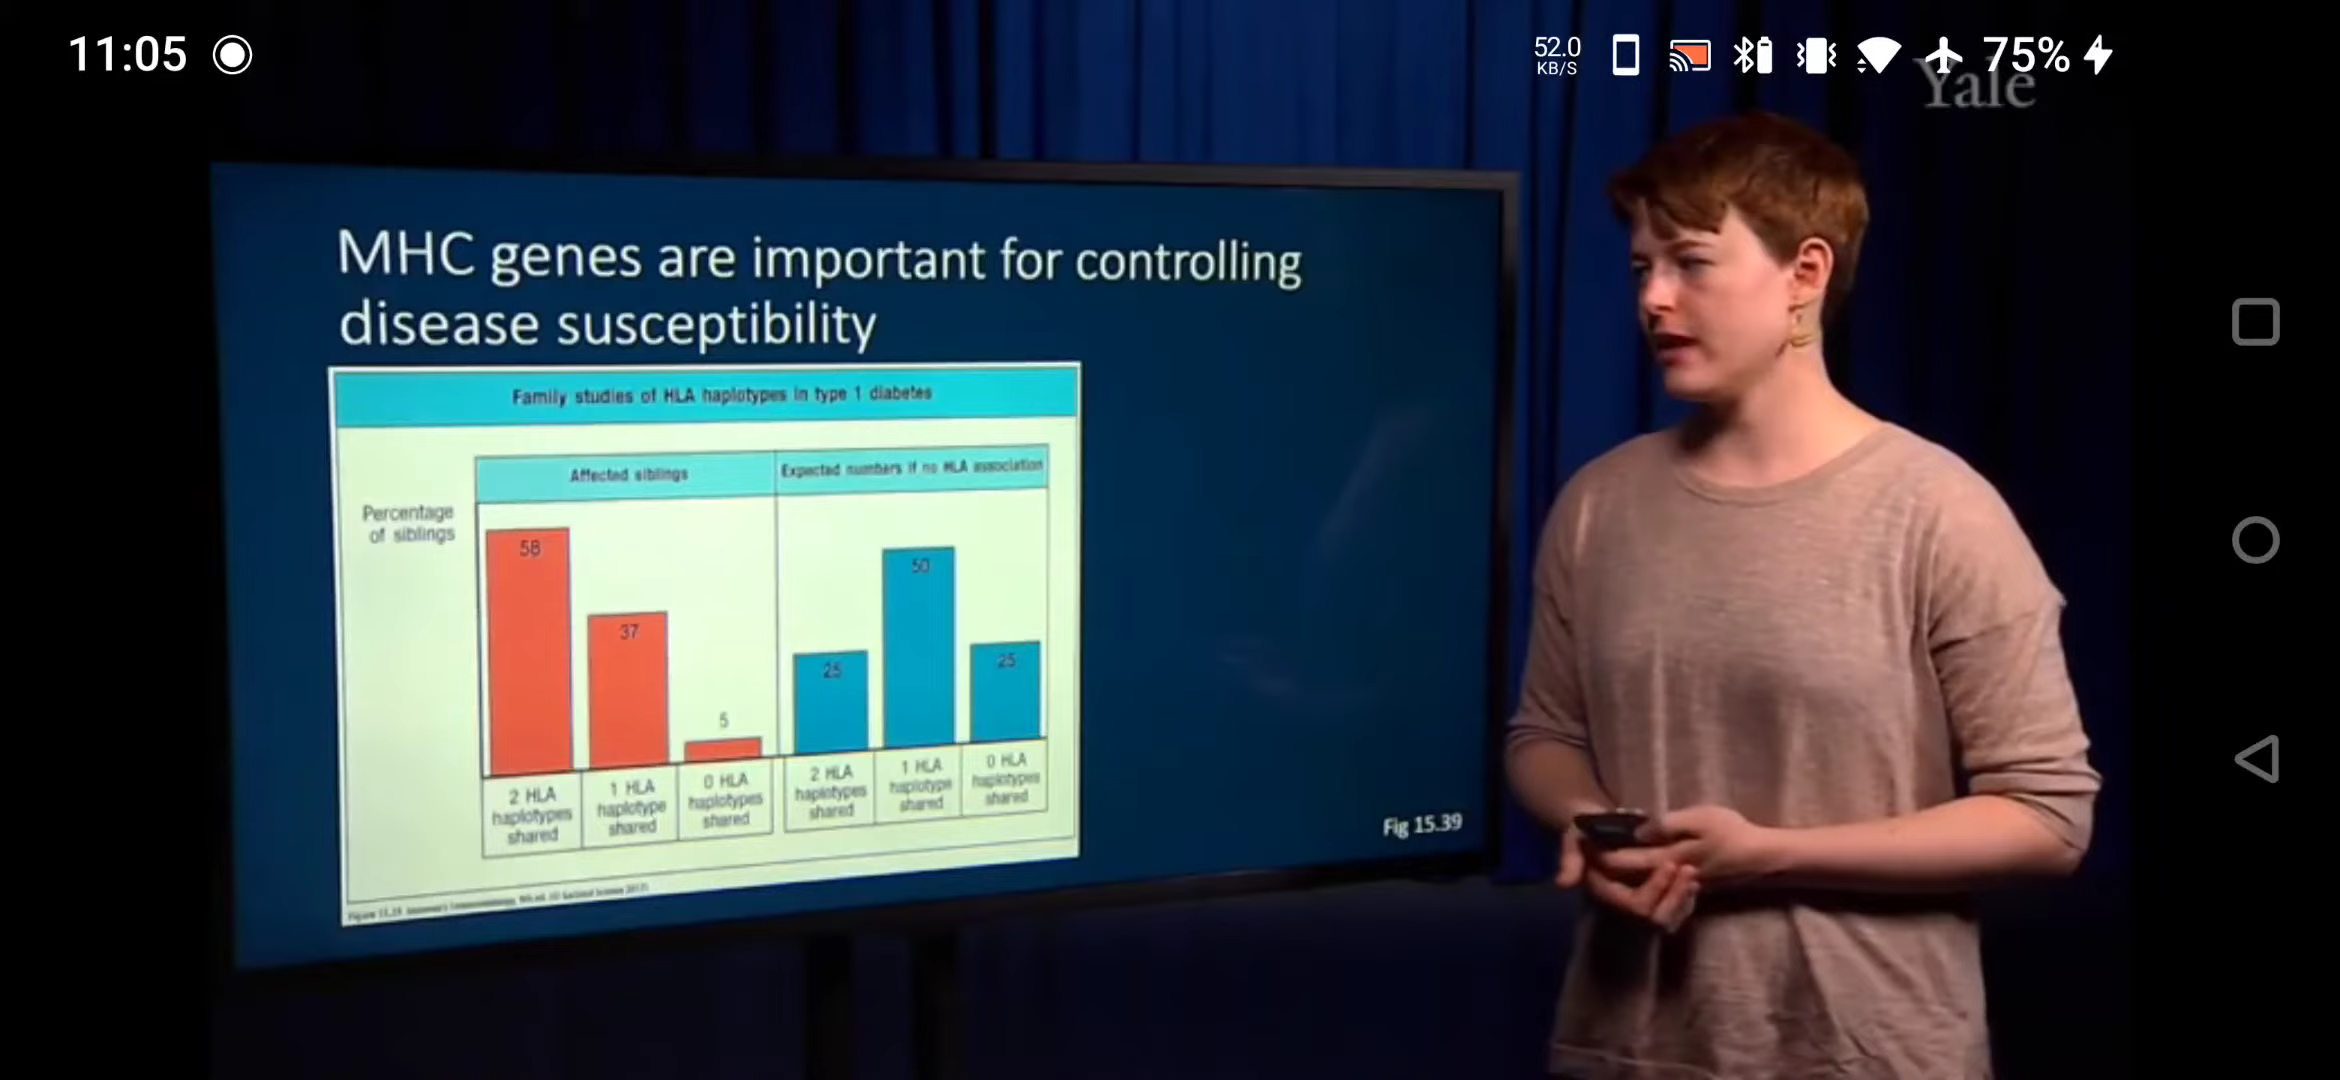 11:05
52.0
KB/S
75%
Yale
MHC genes are important for controlling
disease susceptibility
Family studies of HLA haplotypes in type 1 diabetes
Affected siblings
Expected numbers if no HLA association
Percentage
of siblings
58
37
5
25
50
25
2 HLA
haplotypes
shared
1 HLA
haplotype
shared
0 HLA
haplotypes
shared
2 HLA
haplotypes
shared
1 HLA
haplotype
shared
0 HLA
haplotypes
shared
Fig 15.39